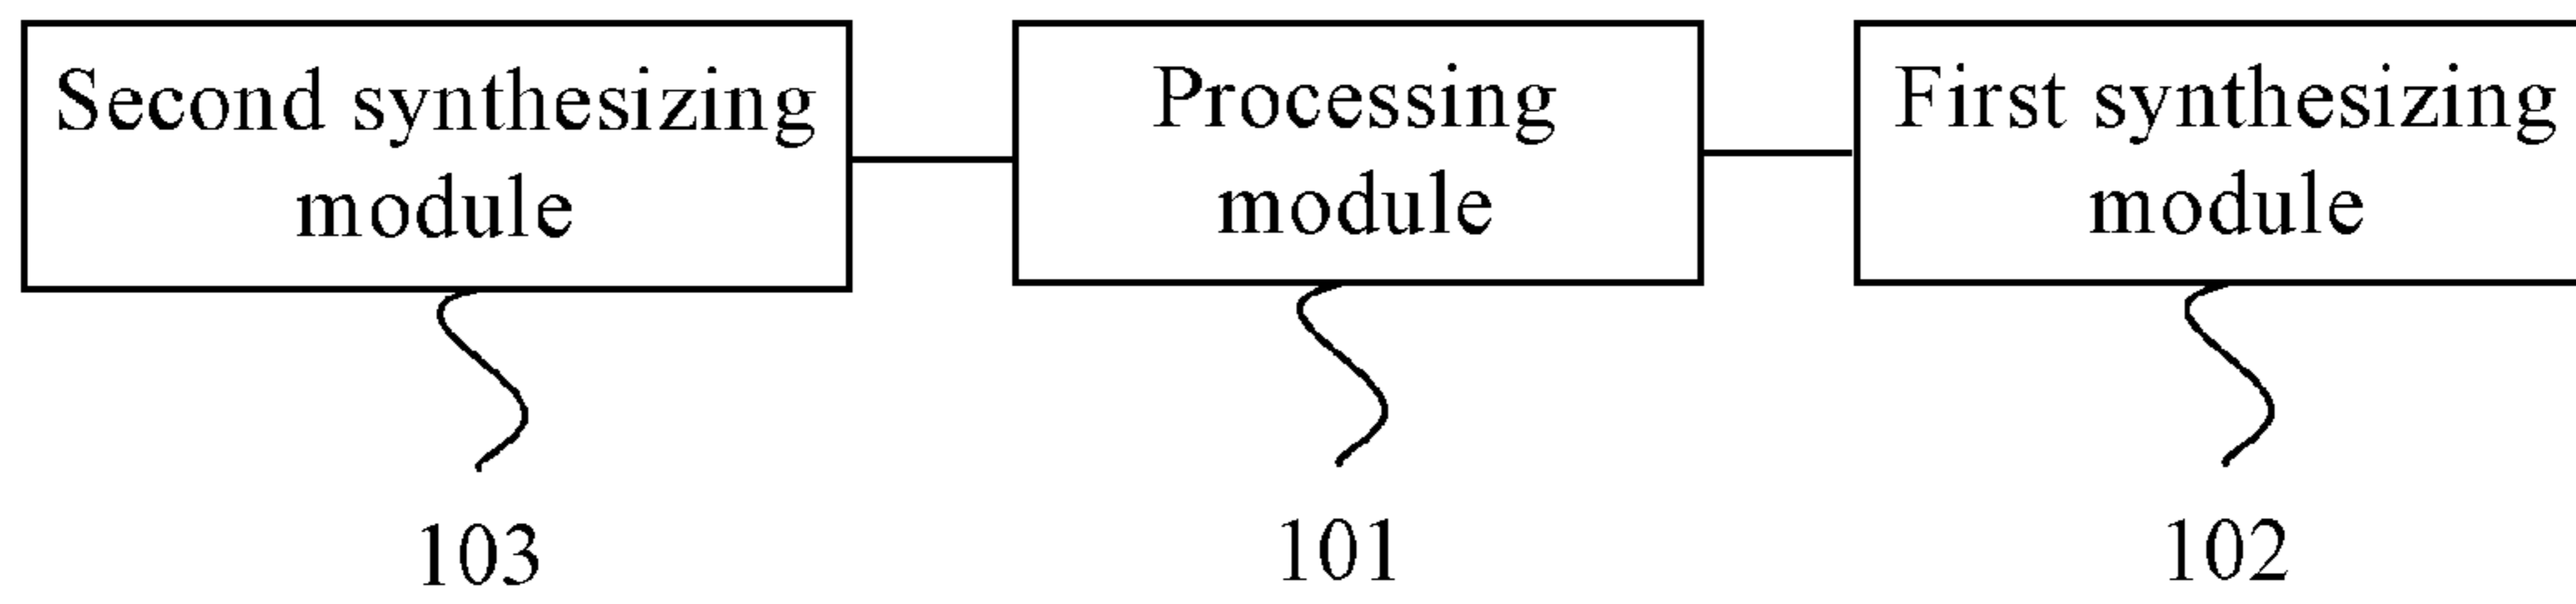 Second synthesizing
module
Processing
module
First synthesizing
module
103
101
102